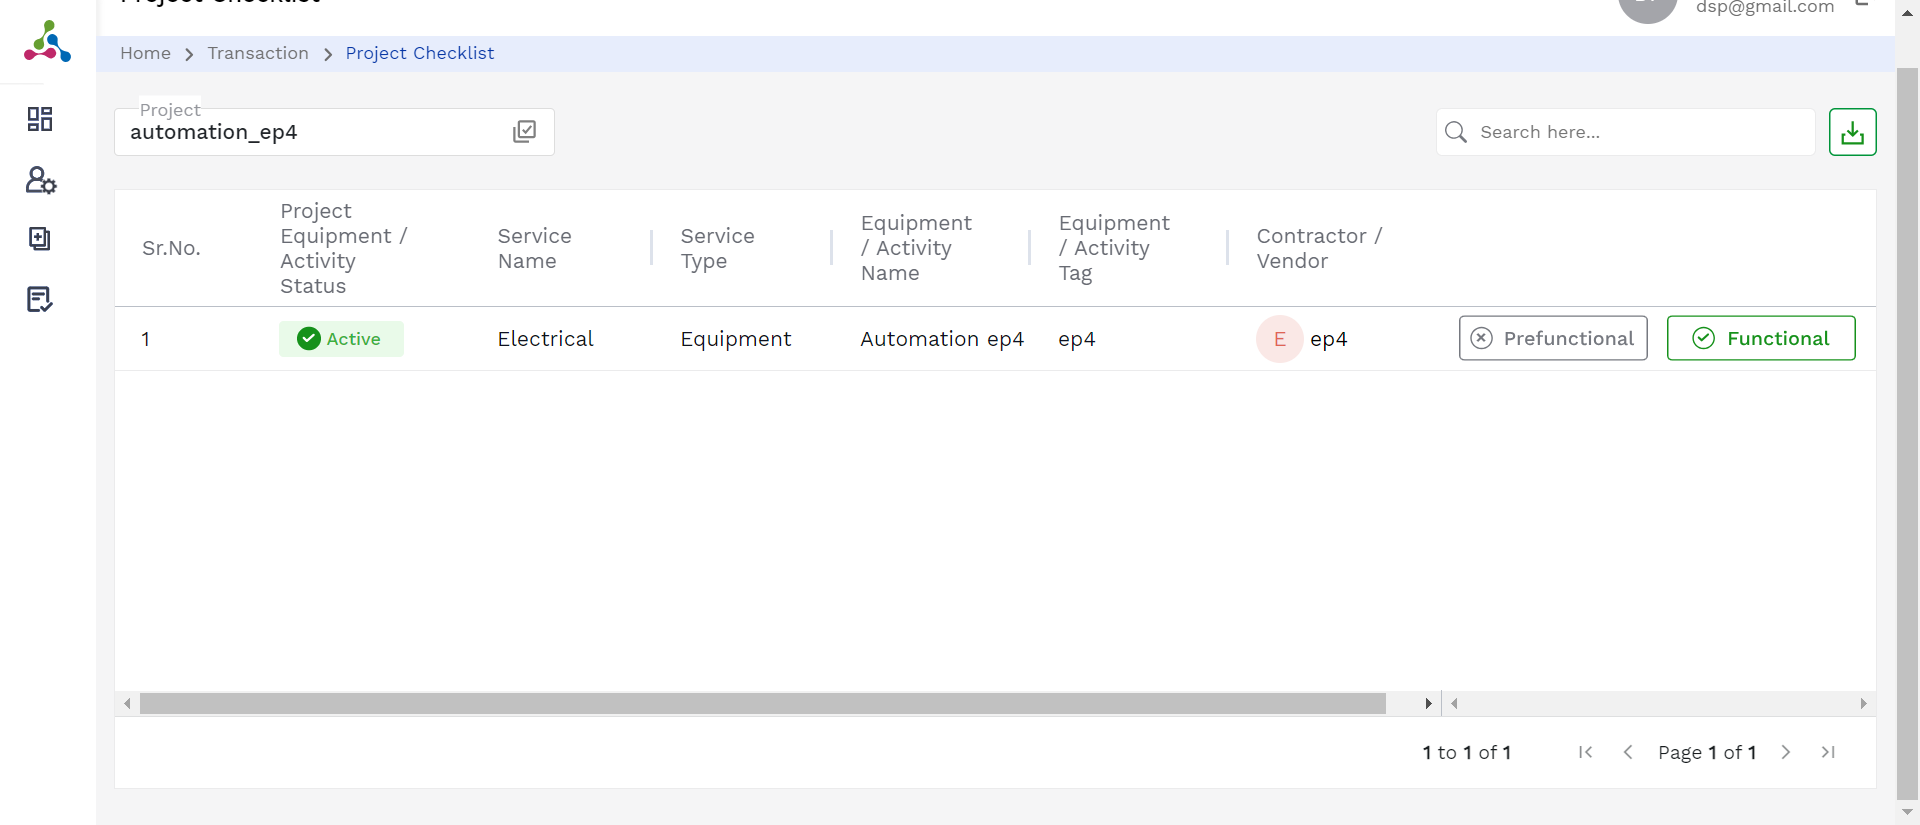 Project Checklist
dsp@gmail.com
Home > Transaction > Project Checklist
Project
automation_ep4
Search here...
Sr.No.
Project
Equipment /
Activity
Status
Service
Name
Service
Type
Equipment
/ Activity
Name
Equipment
/ Activity
Tag
Contractor /
Vendor
1
Active
Electrical
Equipment
Automation ep4
ep4
E
ep4
Prefunctional
Functional
1 to 1 of 1
Page 1 of 1